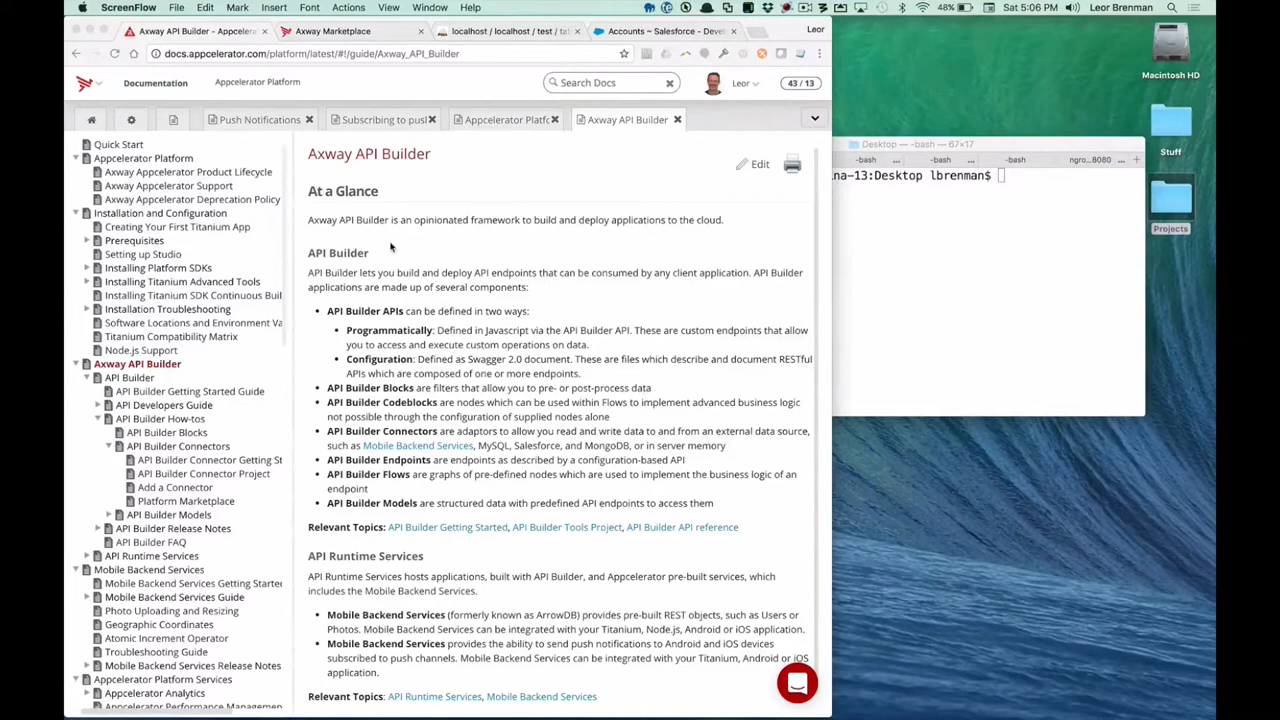 ScreenFlow File Edit Mark Insert Font Actions View Window Help 48% Sat 5:06 PM Leor Brenman
Axway API Builder - Appcelera
Axway Marketplace
localhost / localhost / test / ta
Accounts ~ Salesforce - Deve
Leor
docs.appcelerator.com/platform/latest/#!/guide/Axway_API_Builder
Documentation
Appcelerator Platform
Search Docs
Leor
43 / 13
Push Notifications
Subscribing to pus
Appcelerator Platfo
Axway API Builder
Quick Start
Appcelerator Platform
Axway Appcelerator Product Lifecycle
Axway Appcelerator Support
Axway Appcelerator Deprecation Policy
Installation and Configuration
Creating Your First Titanium App
Prerequisites
Setting up Studio
Installing Platform SDKs
Installing Titanium Advanced Tools
Installing Titanium SDK Continuous Buil
Installation Troubleshooting
Software Locations and Environment Va
Titanium Compatibility Matrix
Node.js Support
Axway API Builder
API Builder
API Builder Getting Started Guide
API Developers Guide
API Builder How-tos
API Builder Blocks
API Builder Connectors
API Builder Connector Getting St
API Builder Connector Project
Add a Connector
Platform Marketplace
API Builder Models
API Builder Release Notes
API Builder FAQ
API Runtime Services
Mobile Backend Services
Mobile Backend Services Getting Started
Mobile Backend Services Guide
Photo Uploading and Resizing
Geographic Coordinates
Atomic Increment Operator
Troubleshooting Guide
Mobile Backend Services Release Notes
Appcelerator Platform Services
Appcelerator Analytics
Appcelerator Performance Managemen
Axway API Builder
Edit
At a Glance
Axway API Builder is an opinionated framework to build and deploy applications to the cloud.
API Builder
API Builder lets you build and deploy API endpoints that can be consumed by any client application. API Builder
applications are made up of several components:
• API Builder APIs can be defined in two ways:
• Programmatically: Defined in Javascript via the API Builder API. These are custom endpoints that allow
you to access and execute custom operations on data.
• Configuration: Defined as Swagger 2.0 document. These are files which describe and document RESTful
APIs which are composed of one or more endpoints.
• API Builder Blocks are filters that allow you to pre- or post-process data
• API Builder Codeblocks are nodes which can be used within Flows to implement advanced business logic
not possible through the configuration of supplied nodes alone
• API Builder Connectors are adaptors to allow you read and write data to and from an external data source,
such as Mobile Backend Services, MySQL, Salesforce, and MongoDB, or in server memory
• API Builder Endpoints are endpoints as described by a configuration-based API
• API Builder Flows are graphs of pre-defined nodes which are used to implement the business logic of an
endpoint
• API Builder Models are structured data with predefined API endpoints to access them
Relevant Topics: API Builder Getting Started, API Builder Tools Project, API Builder API reference
API Runtime Services
API Runtime Services hosts applications, built with API Builder, and Appcelerator pre-built services, which
includes the Mobile Backend Services.
• Mobile Backend Services (formerly known as ArrowDB) provides pre-built REST objects, such as Users or
Photos. Mobile Backend Services can be integrated with your Titanium, Node.js, Android or iOS application.
• Mobile Backend Services provides the ability to send push notifications to Android and iOS devices
subscribed to push channels. Mobile Backend Services can be integrated with your Titanium, Android or iOS
application.
Relevant Topics: API Runtime Services, Mobile Backend Services
Desktop — -bash — 67×17
-bash ... -bash ... -bash ... ngro...8080 ... +
na-13:Desktop lbrenman$
Macintosh HD
Stuff
Projects